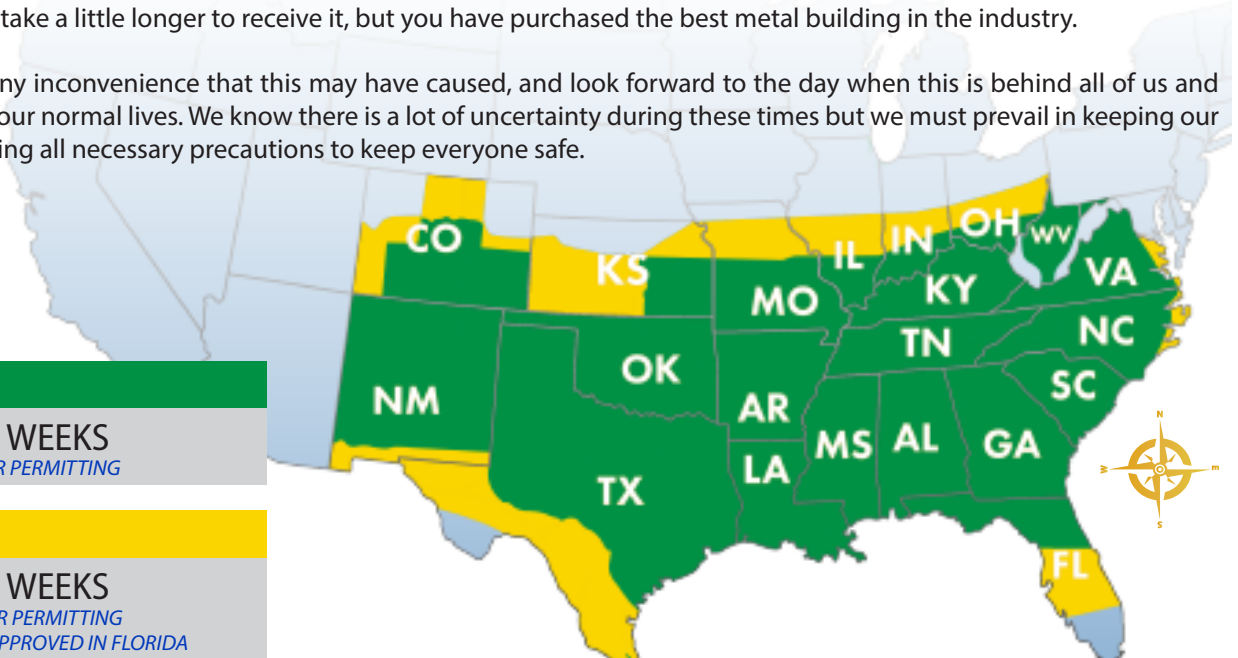 take a little longer to receive it, but you have purchased the best metal building in the industry.
ny inconvenience that this may have caused, and look forward to the day when this is behind all of us and
our normal lives. We know there is a lot of uncertainty during these times but we must prevail in keeping our
ing all necessary precautions to keep everyone safe.
CO
KS
MO
IL
IN
OH
WV
KY
VA
TN
NC
SC
NM
OK
AR
TX
LA
MS
AL
GA
FL
N
W
E
S
WEEKS
R PERMITTING
WEEKS
R PERMITTING
PPROVED IN FLORIDA